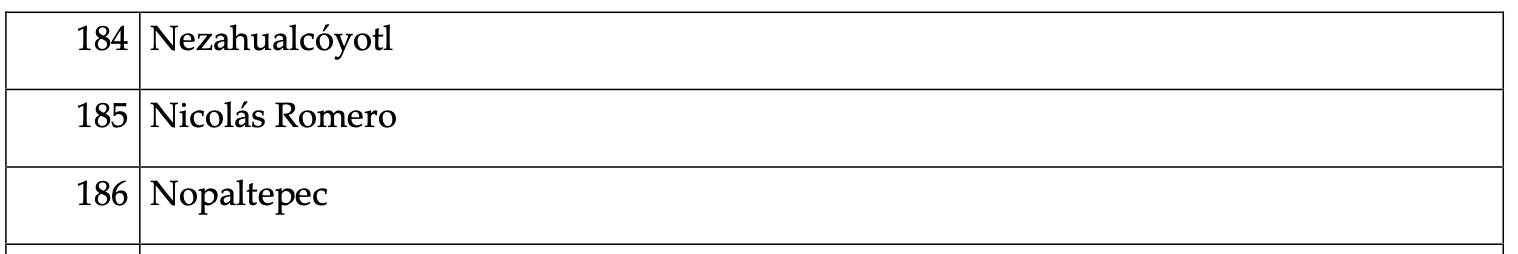 184 Nezahualcóyotl
185 Nicolás Romero
186 Nopaltepec